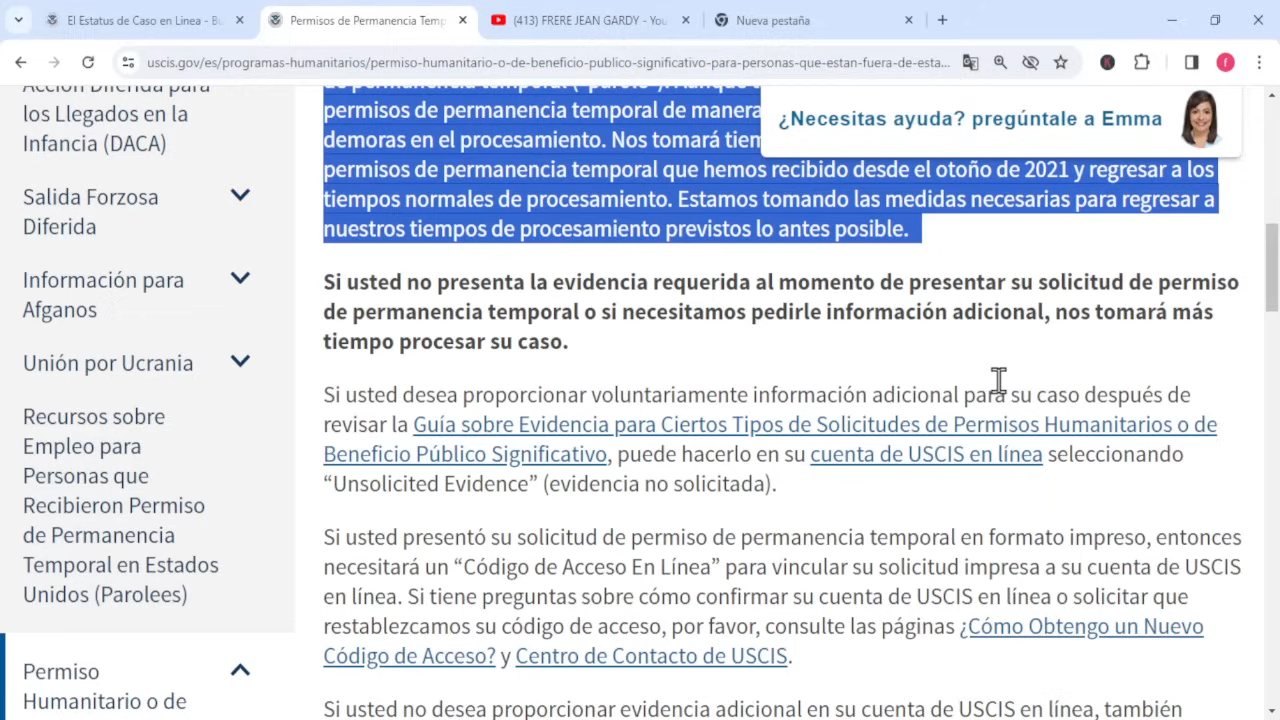 El Estatus de Caso en Linea - Bu
Permisos de Permanencia Temp
(413) FRERE JEAN GARDY - You
Nueva pestaña
uscis.gov/es/programas-humanitarios/permiso-humanitario-o-de-beneficio-publico-significativo-para-personas-que-estan-fuera-de-esta...
f
Acción Diferida para
los Llegados en la
Infancia (DACA)
Salida Forzosa
Diferida
Información para
Afganos
Unión por Ucrania
Recursos sobre
Empleo para
Personas que
Recibieron Permiso
de Permanencia
Temporal en Estados
Unidos (Parolees)
Permiso
Humanitario o de
¿Necesitas ayuda? pregúntale a Emma
de permanencia temporal ("parole"). Aunque
permisos de permanencia temporal de manera
demoras en el procesamiento. Nos tomará
permisos de permanencia temporal que hemos recibido desde el otoño de 2021 y regresar a los
tiempos normales de procesamiento. Estamos tomando las medidas necesarias para regresar a
nuestros tiempos de procesamiento previstos lo antes posible.
Si usted no presenta la evidencia requerida al momento de presentar su solicitud de permiso
de permanencia temporal o si necesitamos pedirle información adicional, nos tomará más
tiempo procesar su caso.
Si usted desea proporcionar voluntariamente información adicional para su caso después de
revisar la Guía sobre Evidencia para Ciertos Tipos de Solicitudes de Permisos Humanitarios o de
Beneficio Público Significativo, puede hacerlo en su cuenta de USCIS en línea seleccionando
“Unsolicited Evidence” (evidencia no solicitada).
Si usted presentó su solicitud de permiso de permanencia temporal en formato impreso, entonces
necesitará un “Código de Acceso En Línea” para vincular su solicitud impresa a su cuenta de USCIS
en línea. Si tiene preguntas sobre cómo confirmar su cuenta de USCIS en línea o solicitar que
restablezcamos su código de acceso, por favor, consulte las páginas ¿Cómo Obtengo un Nuevo
Código de Acceso? y Centro de Contacto de USCIS.
Si usted no desea proporcionar evidencia adicional en su cuenta de USCIS en línea, también